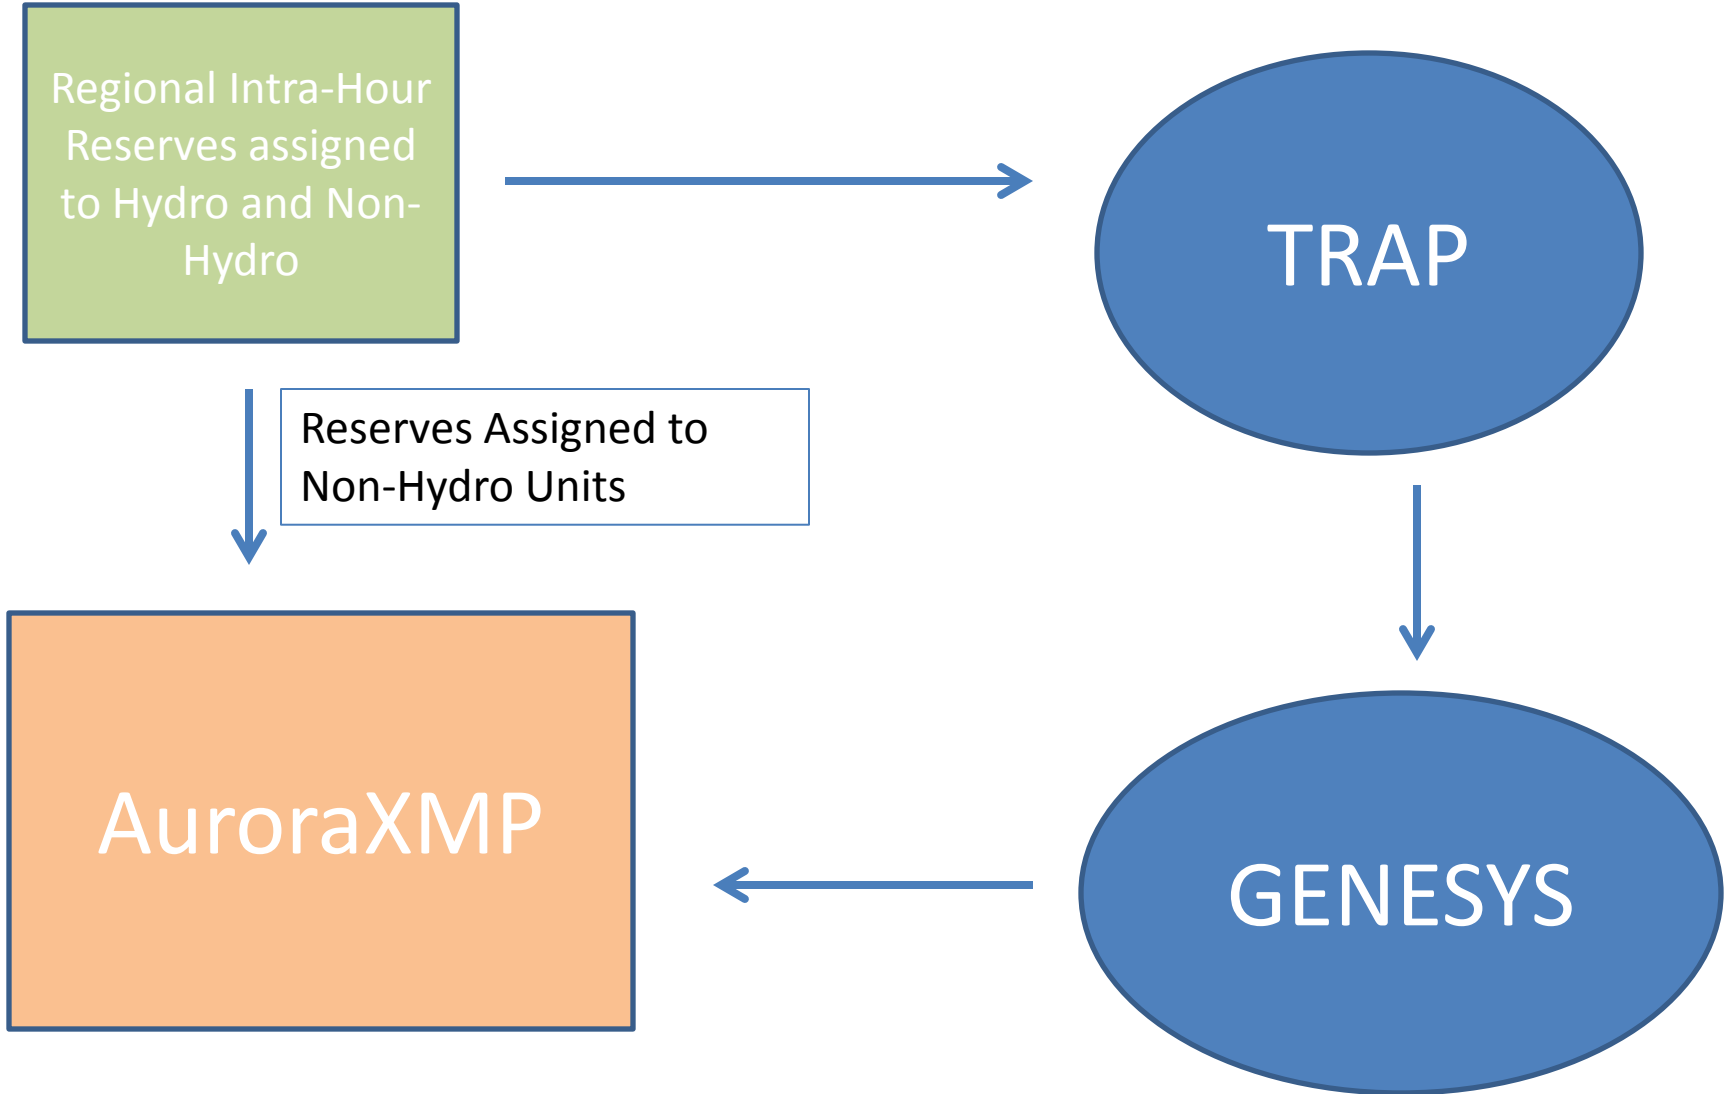 Regional Intra-Hour
Reserves assigned
to Hydro and Non-
Hydro
TRAP
Reserves Assigned to
Non-Hydro Units
AuroraXMP
GENESYS